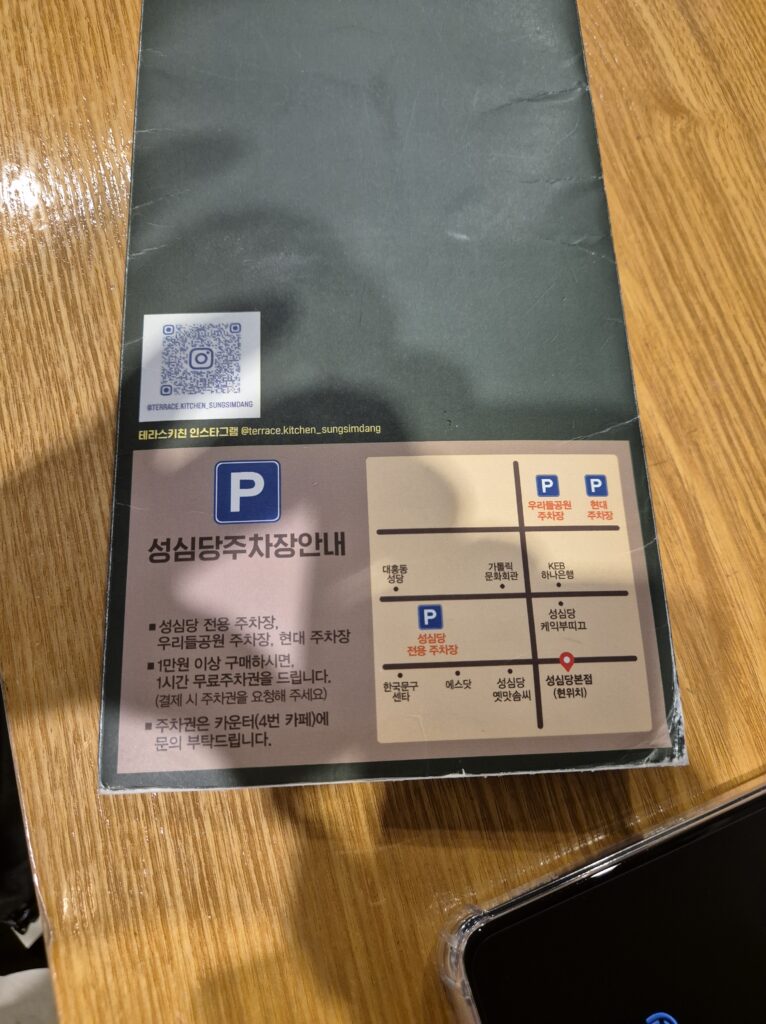 @TERRACE.KITCHEN_SUNGSIMDANG
테라스키친 인스타그램 @terrace.kitchen_sungsimdang
P
성심당주차장안내
■ 성심당 전용 주차장,
우리들공원 주차장, 현대 주차장
■ 1만원 이상 구매하시면,
1시간 무료주차권을 드립니다.
(결제 시 주차권을 요청해 주세요)
■ 주차권은 카운터(4번 카페)에
문의 부탁드립니다.
P
우리들공원
주차장
P
현대
주차장
대흥동
성당
가톨릭
문화회관
KEB
하나은행
P
성심당
전용 주차장
성심당
케익부띠끄
한국문구
센타
에스닷
성심당
옛맛솜씨
성심당본점
(현위치)